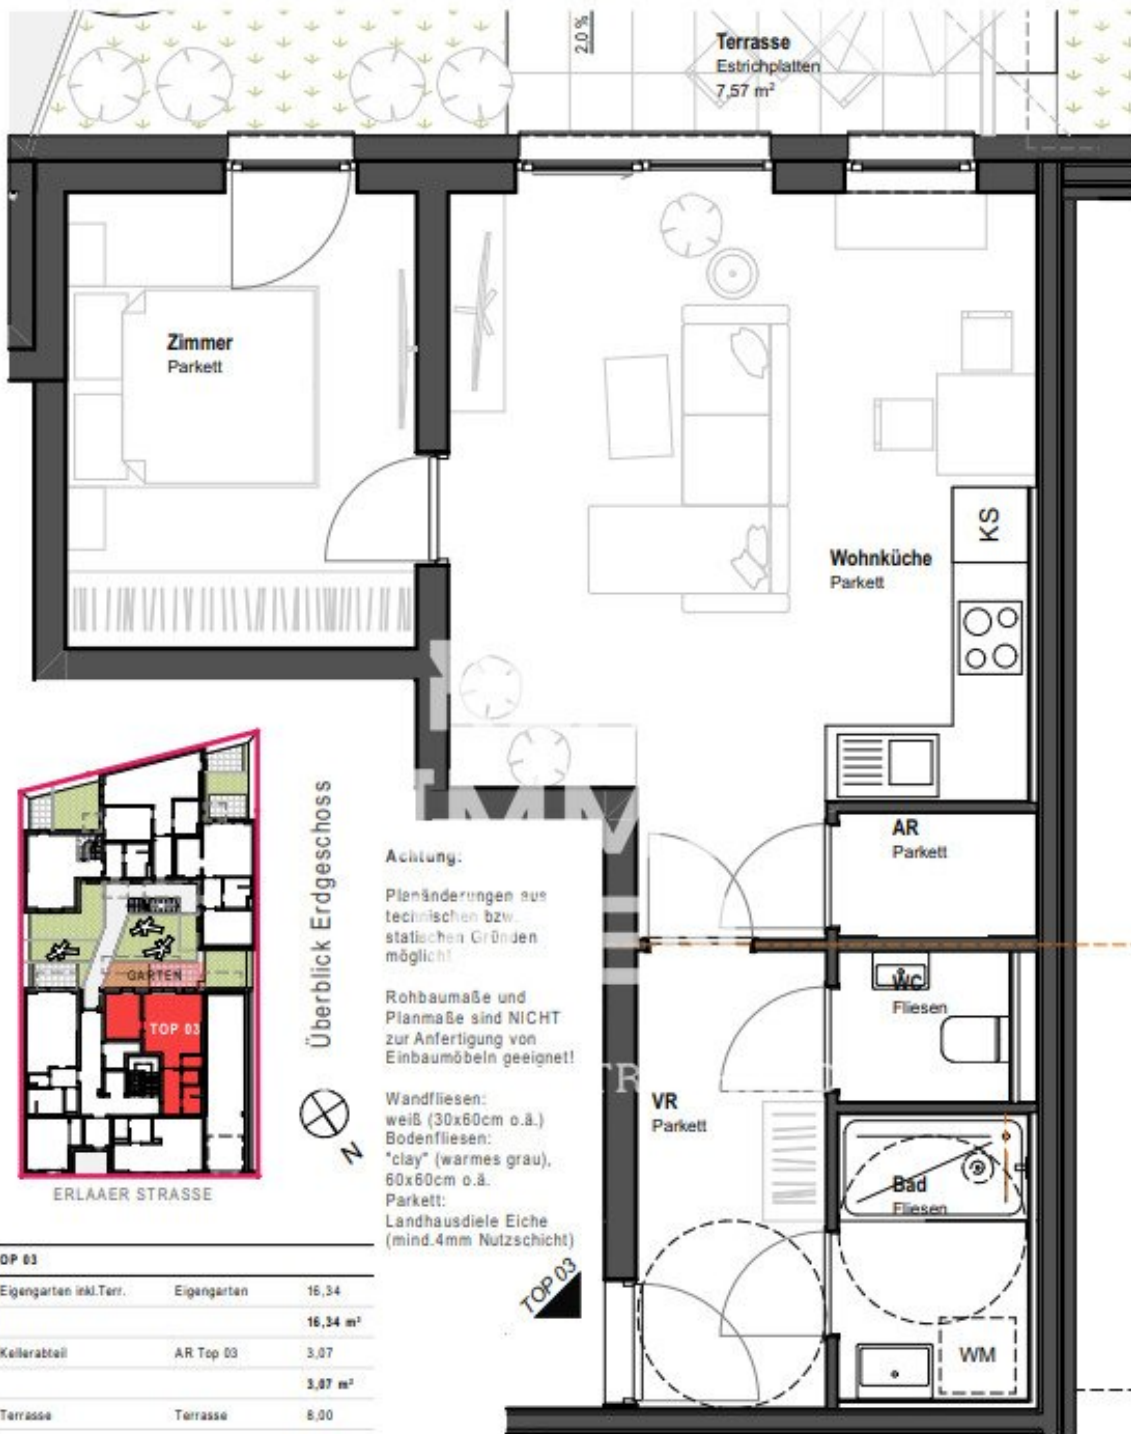 2,0 %
Terrasse
Estrichplatten
7,57 m²
Zimmer
Parkett
KS
Wohnküche
Parkett
AR
Parkett
WC
Fliesen
VR
Parkett
Bad
Fliesen
WM
TOP 03
Überblick Erdgeschoss
GARTEN
TOP 03
N
ERLAAER STRASSE
Achtung:
Planänderungen aus
technischen bzw.
statischen Gründen
möglich!
Rohbaumaße und
Planmaße sind NICHT
zur Anfertigung von
Einbaumöbeln geeignet!
Wandfliesen:
weiß (30x60cm o.ä.)
Bodenfliesen:
"clay" (warmes grau),
60x60cm o.ä.
Parkett:
Landhausdiele Eiche
(mind.4mm Nutzschicht)
OP 03
Eigengarten inkl.Terr. Eigengarten 16,34
16,34 m²
Kellerabteil AR Top 03 3,07
3,07 m²
Terrasse Terrasse 8,00